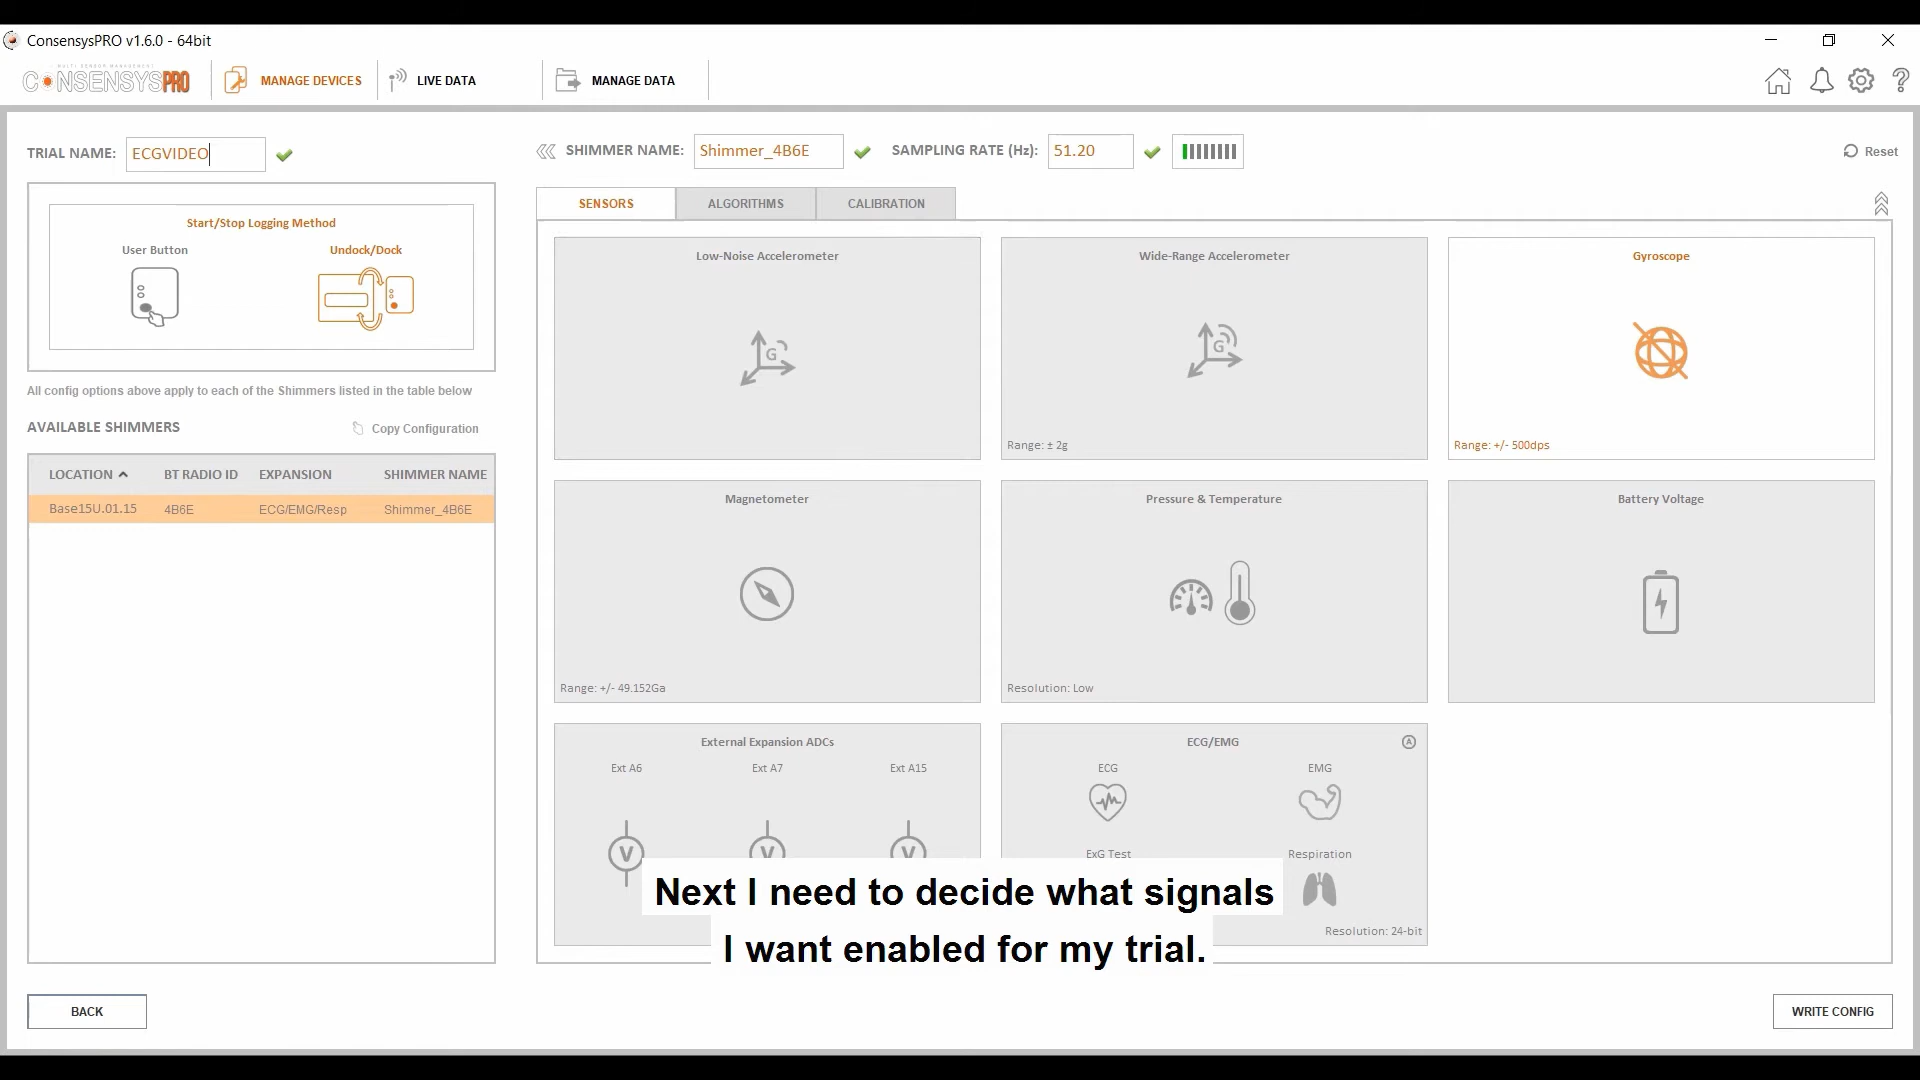 ConsensysPRO v1.6.0 - 64bit
MULTI SENSOR MANAGEMENT
CONSENSYSPRO
MANAGE DEVICES
LIVE DATA
MANAGE DATA
TRIAL NAME:
ECGVIDEO
SHIMMER NAME:
Shimmer_4B6E
SAMPLING RATE (Hz):
51.20
Reset
Start/Stop Logging Method
User Button
Undock/Dock
All config options above apply to each of the Shimmers listed in the table below
AVAILABLE SHIMMERS
Copy Configuration
LOCATION BT RADIO ID EXPANSION SHIMMER NAME
Base15U.01.15 4B6E ECG/EMG/Resp Shimmer_4B6E
SENSORS
ALGORITHMS
CALIBRATION
Low-Noise Accelerometer
G
Wide-Range Accelerometer
G
Range: ± 2g
Gyroscope
Range: +/- 500dps
Magnetometer
Range: +/- 49.152Ga
Pressure & Temperature
Resolution: Low
Battery Voltage
External Expansion ADCs
Ext A6
Ext A7
Ext A15
V
V
V
ECG/EMG
A
ECG
EMG
ExG Test
Respiration
Resolution: 24-bit
Next I need to decide what signals
I want enabled for my trial.
BACK
WRITE CONFIG